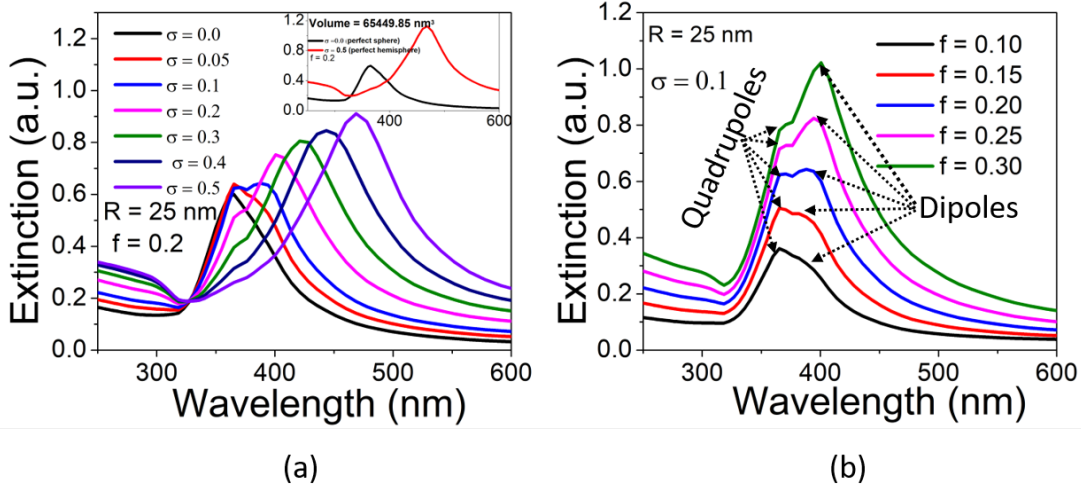 Extinction (a.u.)
1.2
1.0
0.8
0.6
0.4
0.2
0.0
σ = 0.0
σ = 0.05
σ = 0.1
σ = 0.2
σ = 0.3
σ = 0.4
σ = 0.5
R = 25 nm
f = 0.2
1.2
0.8
0.4
0.0
Volume = 65449.85 nm³
σ =0.0 (perfect sphere)
σ = 0.5 (perfect hemisphere)
f = 0.2
400
600
300
400
500
600
Wavelength (nm)
(a)
Extinction (a.u.)
1.2
1.0
0.8
0.6
0.4
0.2
0.0
R = 25 nm
σ = 0.1
Quadrupoles
f = 0.10
f = 0.15
f = 0.20
f = 0.25
f = 0.30
Dipoles
300
400
500
600
Wavelength (nm)
(b)